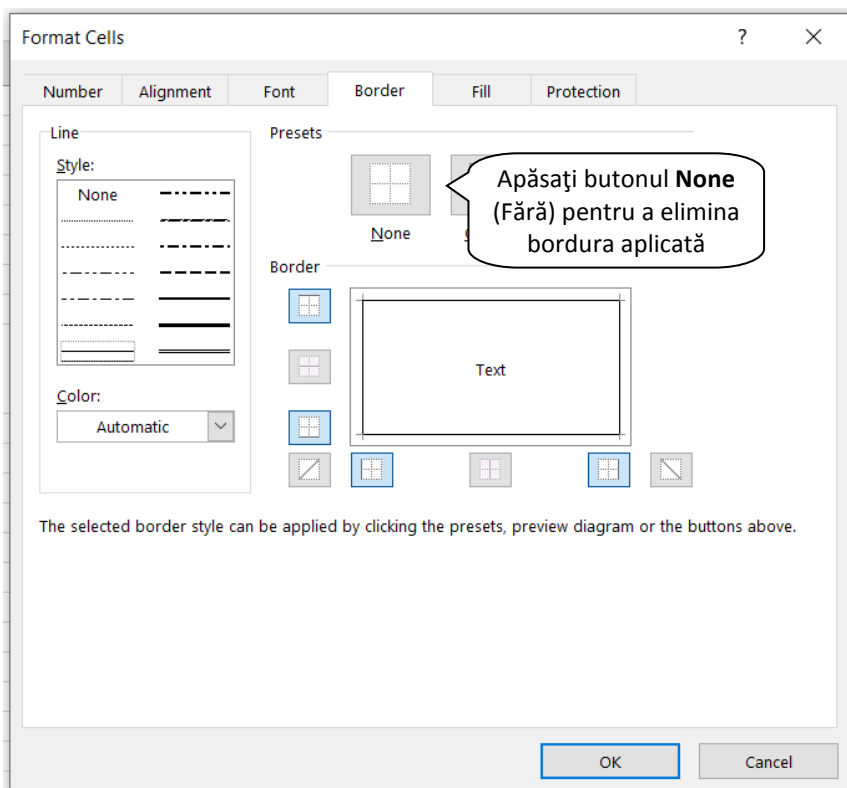 Format Cells ? ×
Number Alignment Font Border Fill Protection
Line
Style:
None
Color:
Automatic
Presets
None
Apăsaţi butonul None
(Fără) pentru a elimina
bordura aplicată
Border
Text
The selected border style can be applied by clicking the presets, preview diagram or the buttons above.
OK Cancel